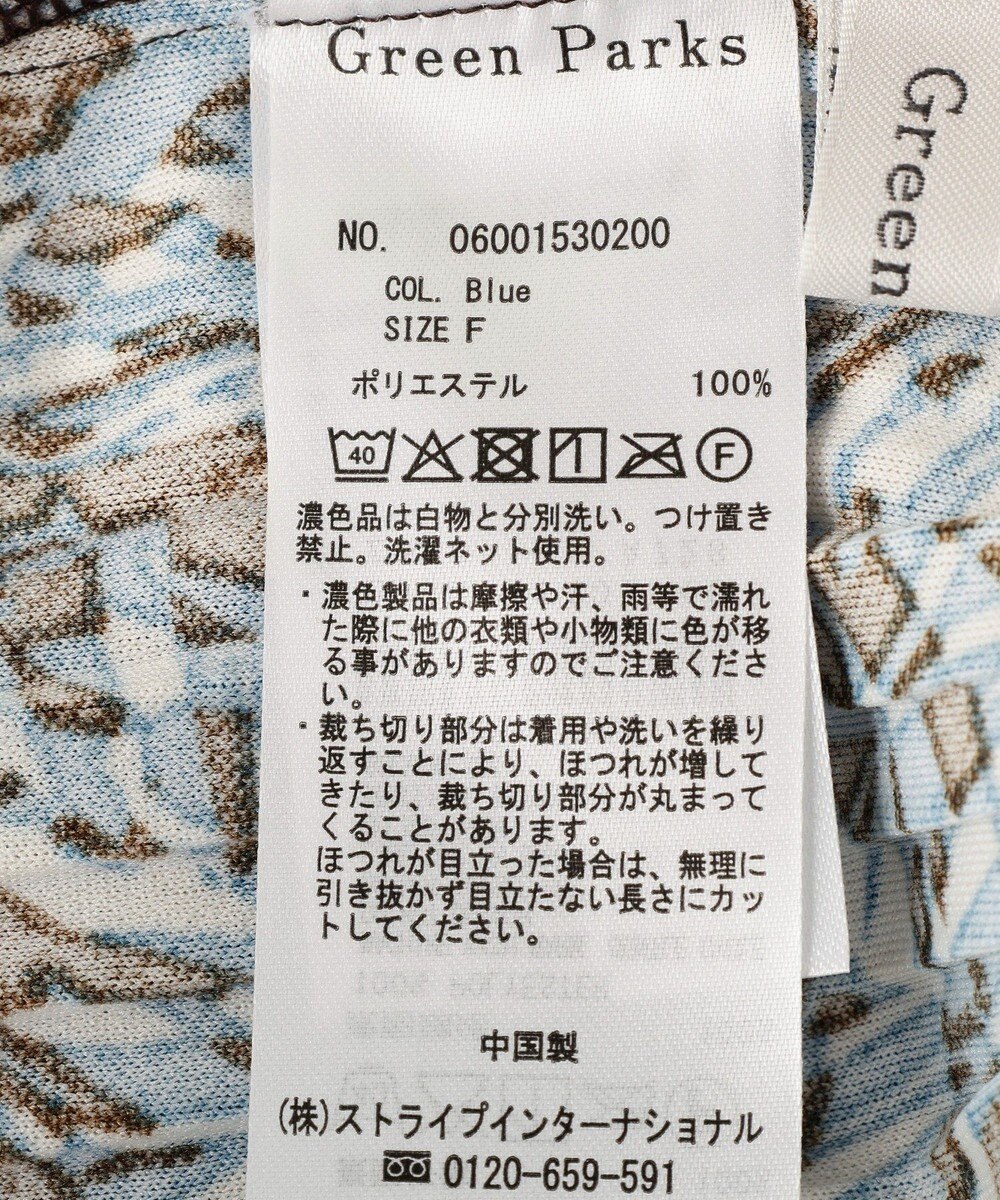 Green Parks
Green
NO. 06001530200
COL. Blue
SIZE F
ポリエステル 100%
40 F
濃色品は白物と分別洗い。つけ置き
禁止。洗濯ネット使用。
・濃色製品は摩擦や汗、雨等で濡れ
た際に他の衣類や小物類に色が移
る事がありますのでご注意くださ
い。
・裁ち切り部分は着用や洗いを繰り
返すことにより、ほつれが増して
きたり、裁ち切り部分が丸まって
くることがあります。
ほつれが目立った場合は、無理に
引き抜かず目立たない長さにカッ
トしてください。
中国製
(株)ストライプインターナショナル
0120-659-591